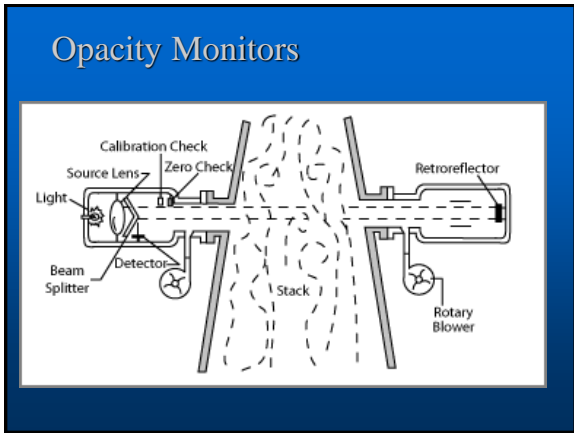 Opacity Monitors
Calibration Check
Zero Check
Source Lens
Light
Retroreflector
Detector
Beam
Splitter
Stack
Rotary
Blower